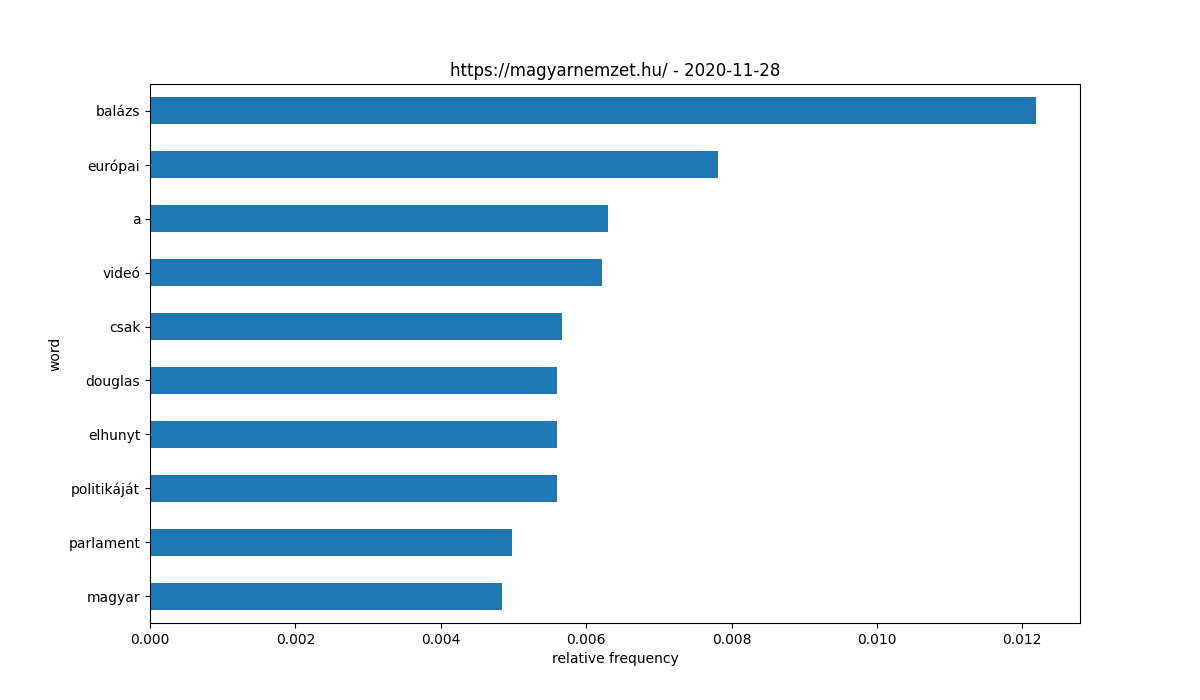 https://magyarnemzet.hu/ - 2020-11-28
word
balázs
európai
a
videó
csak
douglas
elhunyt
politikáját
parlament
magyar
0.000 0.002 0.004 0.006 0.008 0.010 0.012
relative frequency